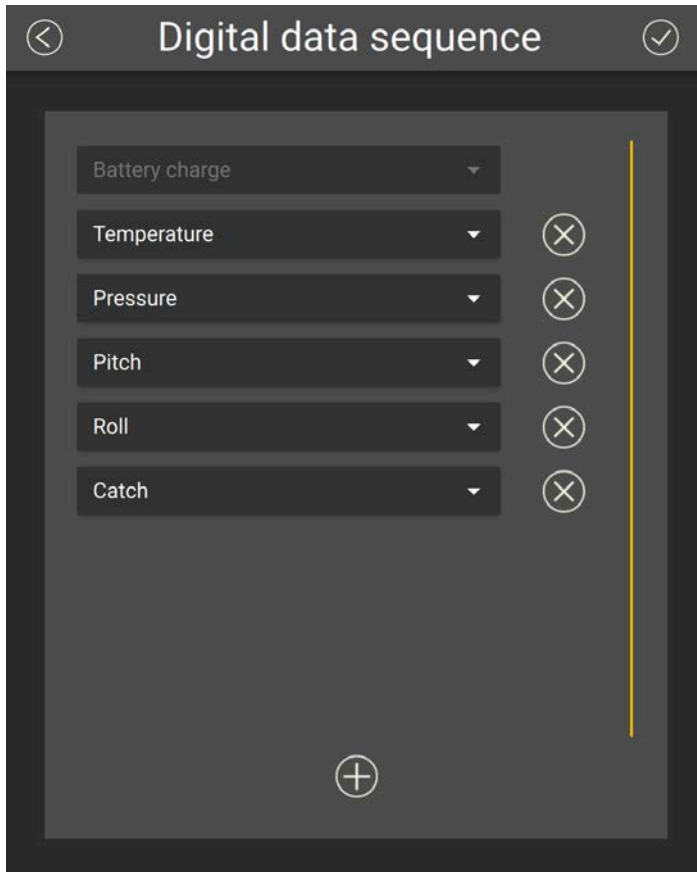 Digital data sequence
Battery charge
Temperature
Pressure
Pitch
Roll
Catch